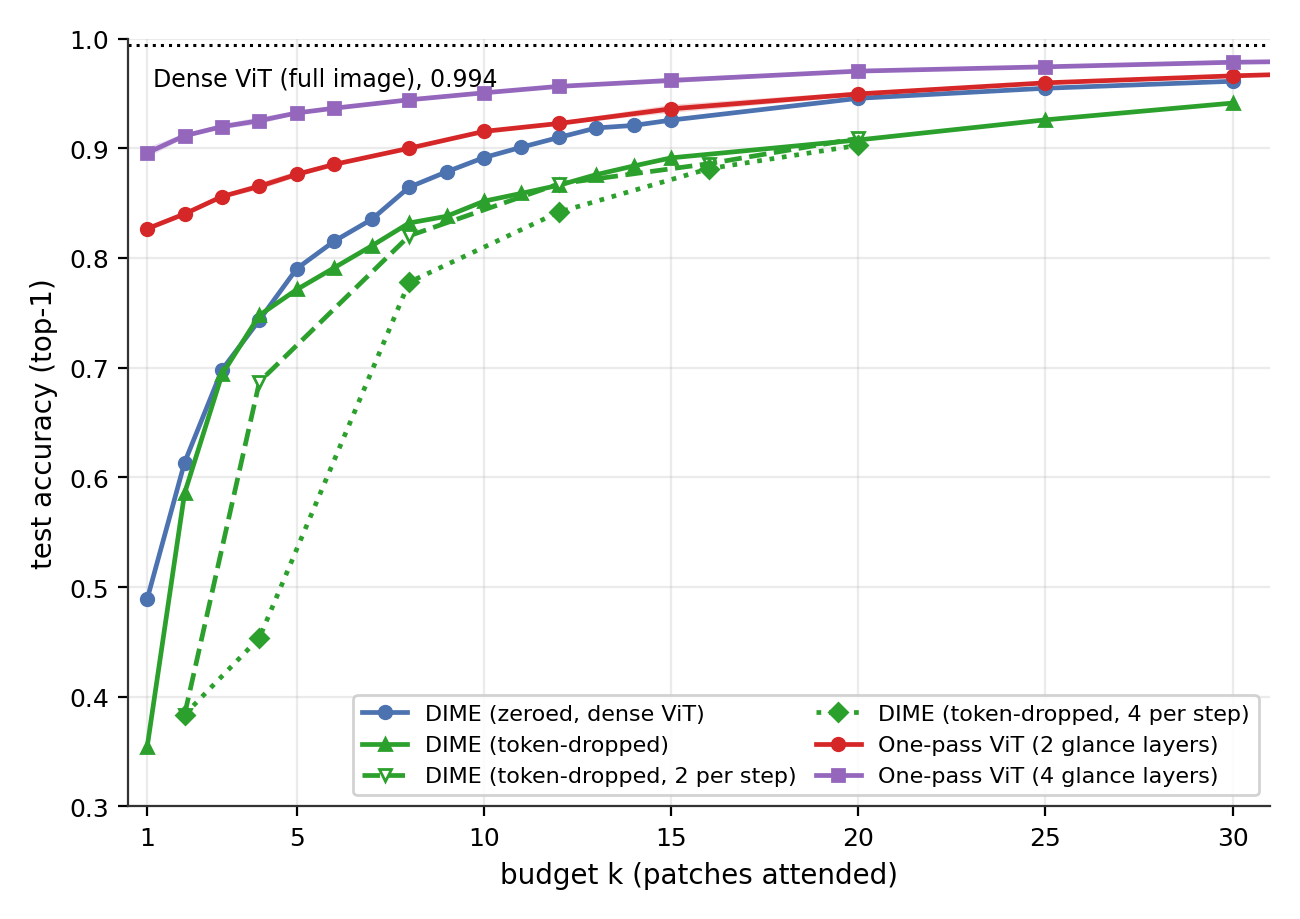 1.0
Dense ViT (full image), 0.994
0.9
0.8
0.7
0.6
0.5
0.4
0.3
test accuracy (top-1)
DIME (zeroed, dense ViT)
DIME (token-dropped)
DIME (token-dropped, 2 per step)
DIME (token-dropped, 4 per step)
One-pass ViT (2 glance layers)
One-pass ViT (4 glance layers)
1 5 10 15 20 25 30
budget k (patches attended)